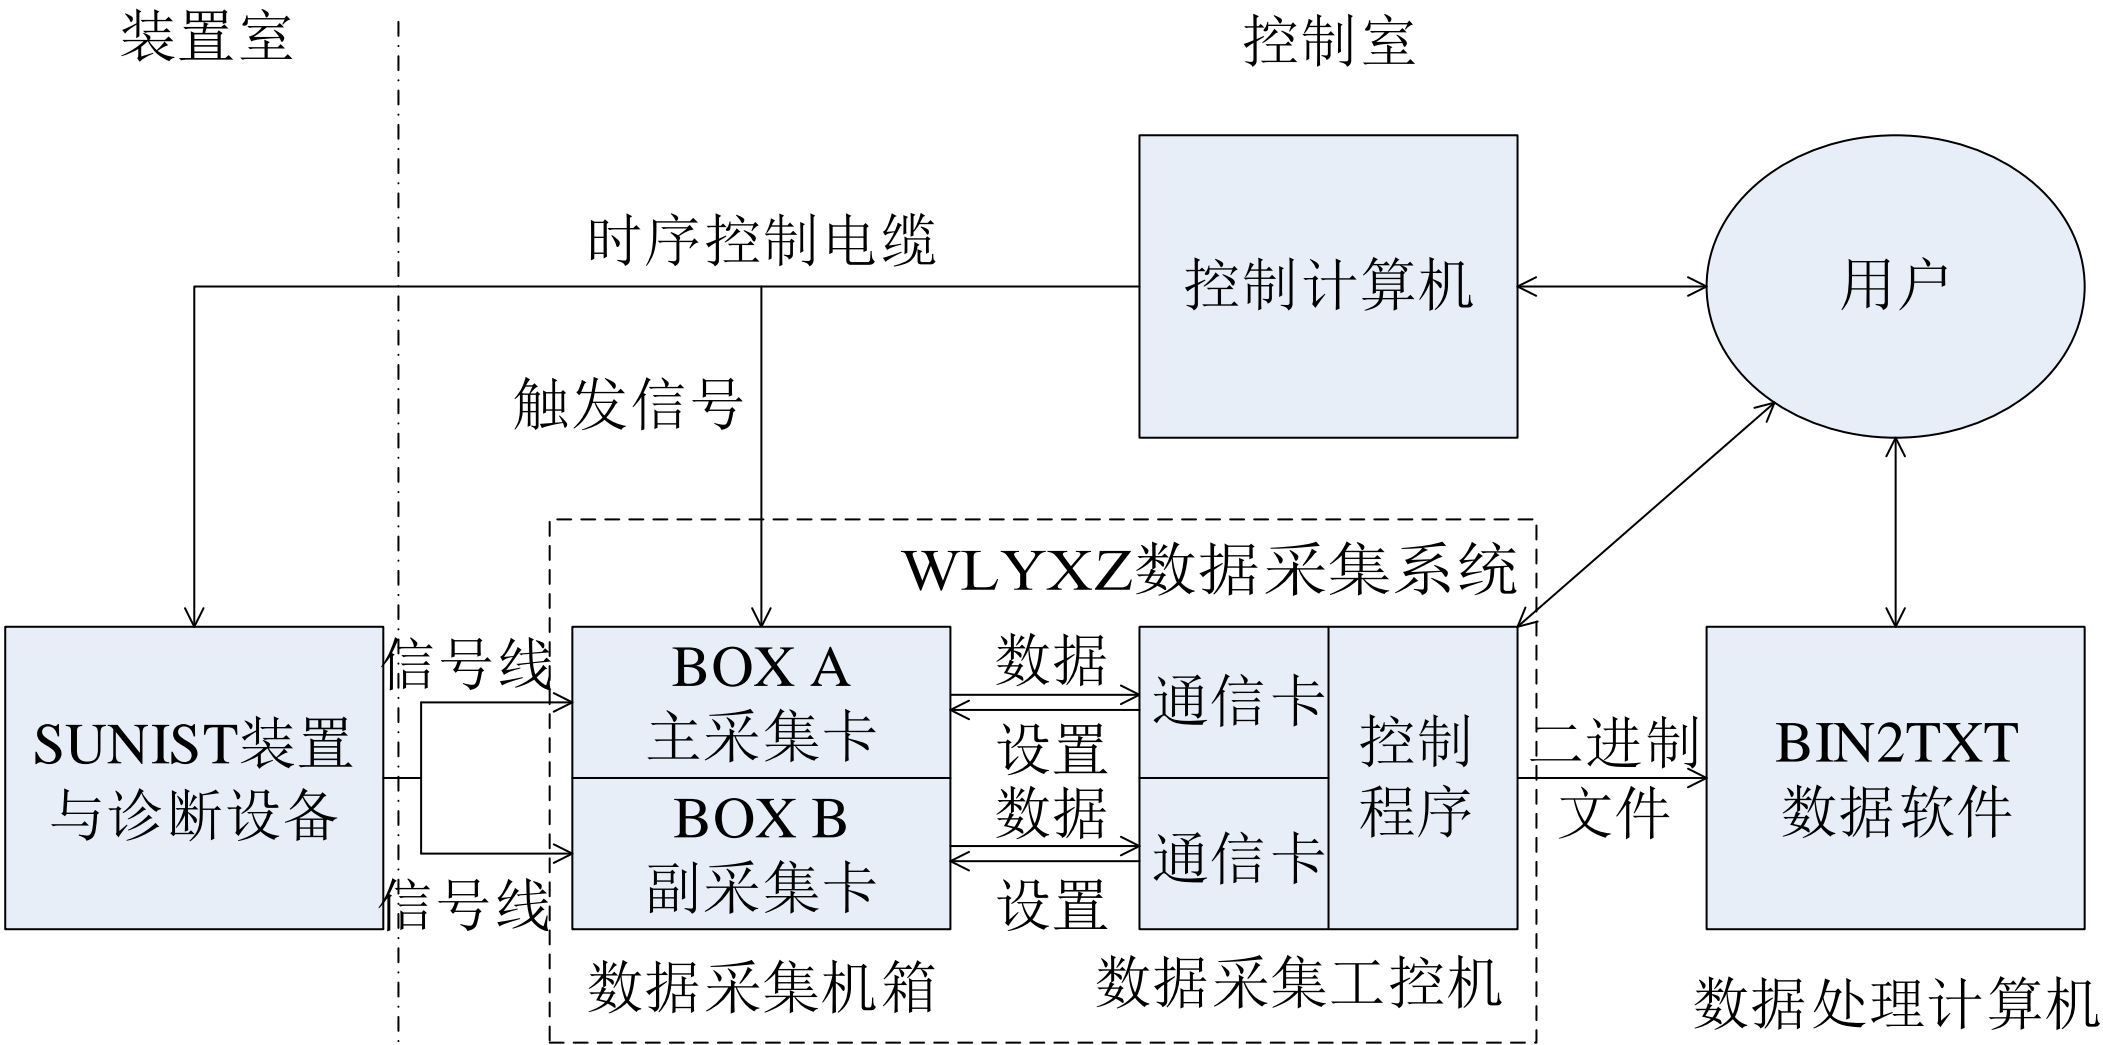 装置室
控制室
时序控制电缆
控制计算机
用户
触发信号
WLYXZ数据采集系统
SUNIST装置
与诊断设备
信号线
信号线
BOX A
主采集卡
BOX B
副采集卡
数据
设置
数据
设置
通信卡
通信卡
控制
程序
二进制
文件
BIN2TXT
数据软件
数据采集机箱
数据采集工控机
数据处理计算机